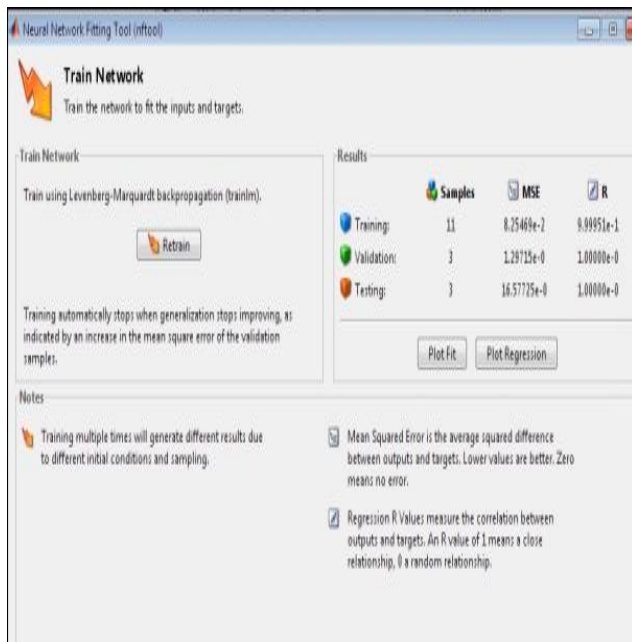 Neural Network Fitting Tool (nftool)
Train Network
Train the network to fit the inputs and targets.
Train Network
Train using Levenberg-Marquardt backpropagation (trainlm).
Retrain
Training automatically stops when generalization stops improving, as
indicated by an increase in the mean square error of the validation
samples.
Results
Samples MSE R
Training: 11 8.25469e-2 9.99951e-1
Validation: 3 1.29715e-0 1.00000e-0
Testing: 3 16.57725e-0 1.00000e-0
Plot Fit Plot Regression
Notes
Training multiple times will generate different results due
to different initial conditions and sampling.
Mean Squared Error is the average squared difference
between outputs and targets. Lower values are better. Zero
means no error.
Regression R Values measure the correlation between
outputs and targets. An R value of 1 means a close
relationship, 0 a random relationship.